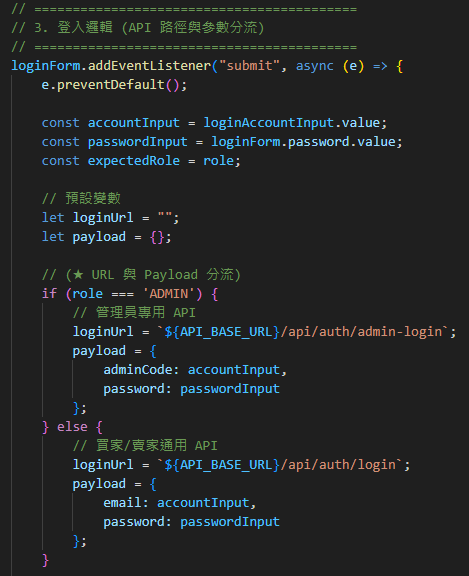 // =========================================
// 3. 登入邏輯 (API 路徑與參數分流)
// =========================================
loginForm.addEventListener("submit", async (e) => {
    e.preventDefault();

    const accountInput = loginAccountInput.value;
    const passwordInput = loginForm.password.value;
    const expectedRole = role;

    // 預設變數
    let loginUrl = "";
    let payload = {};

    // (★ URL 與 Payload 分流)
    if (role === 'ADMIN') {
        // 管理員專用 API
        loginUrl = `${API_BASE_URL}/api/auth/admin-login`;
        payload = {
            adminCode: accountInput,
            password: passwordInput
        };
    } else {
        // 買家/賣家通用 API
        loginUrl = `${API_BASE_URL}/api/auth/login`;
        payload = {
            email: accountInput,
            password: passwordInput
        };
    }